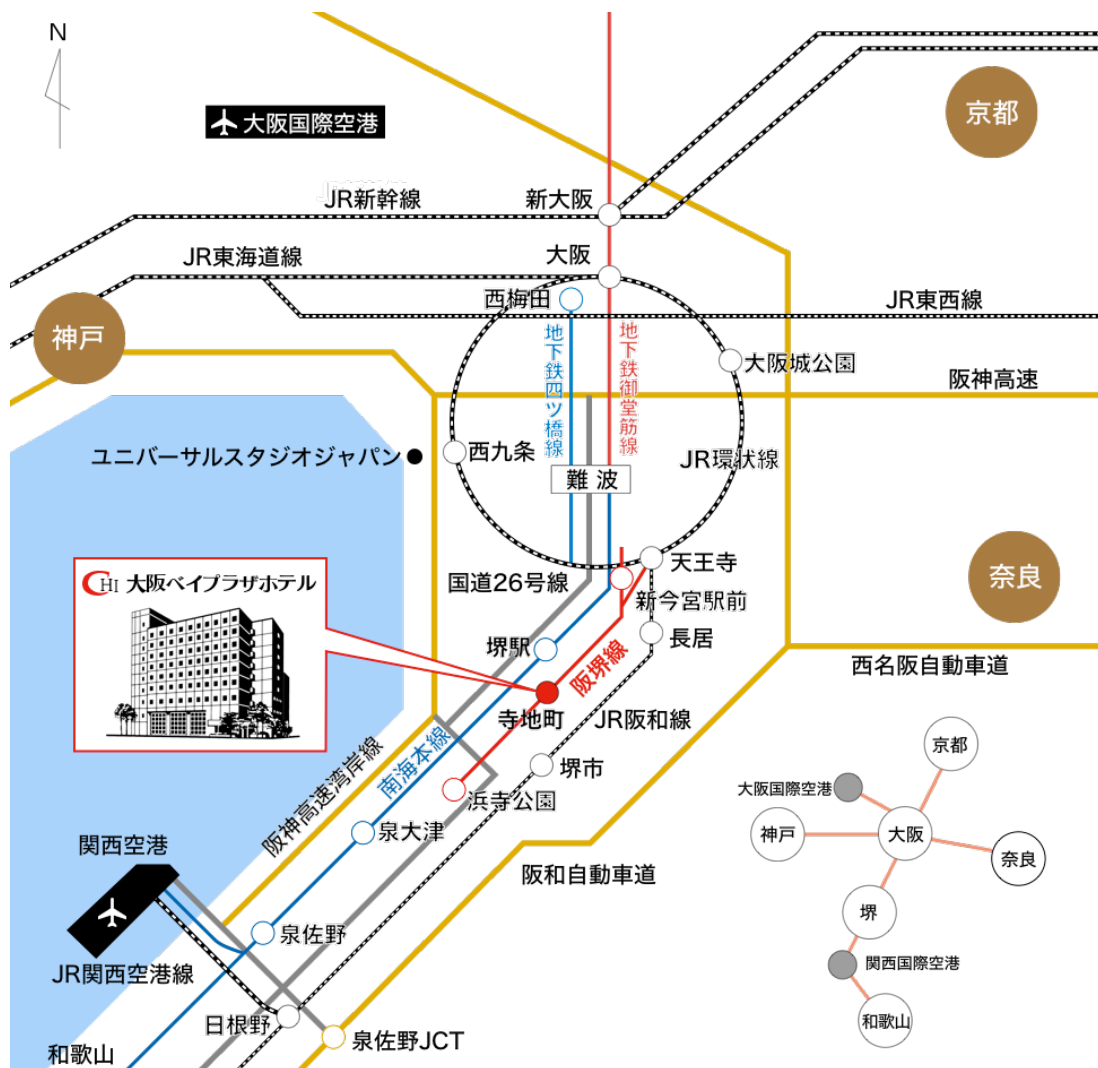 N
大阪国際空港
京都
JR新幹線
新大阪
JR東海道線
大阪
西梅田
JR東西線
神戸
地下鉄四ツ橋線
地下鉄御堂筋線
大阪城公園
阪神高速
ユニバーサルスタジオジャパン
西九条
JR環状線
難波
天王寺
国道26号線
新今宮駅前
奈良
CHI 大阪ベイプラザホテル
堺駅
長居
阪堺線
西名阪自動車道
寺地町
JR阪和線
南海本線
阪神高速湾岸線
堺市
浜寺公園
泉大津
関西空港
阪和自動車道
泉佐野
JR関西空港線
日根野
泉佐野JCT
和歌山
京都
大阪国際空港
神戸
大阪
奈良
堺
関西国際空港
和歌山